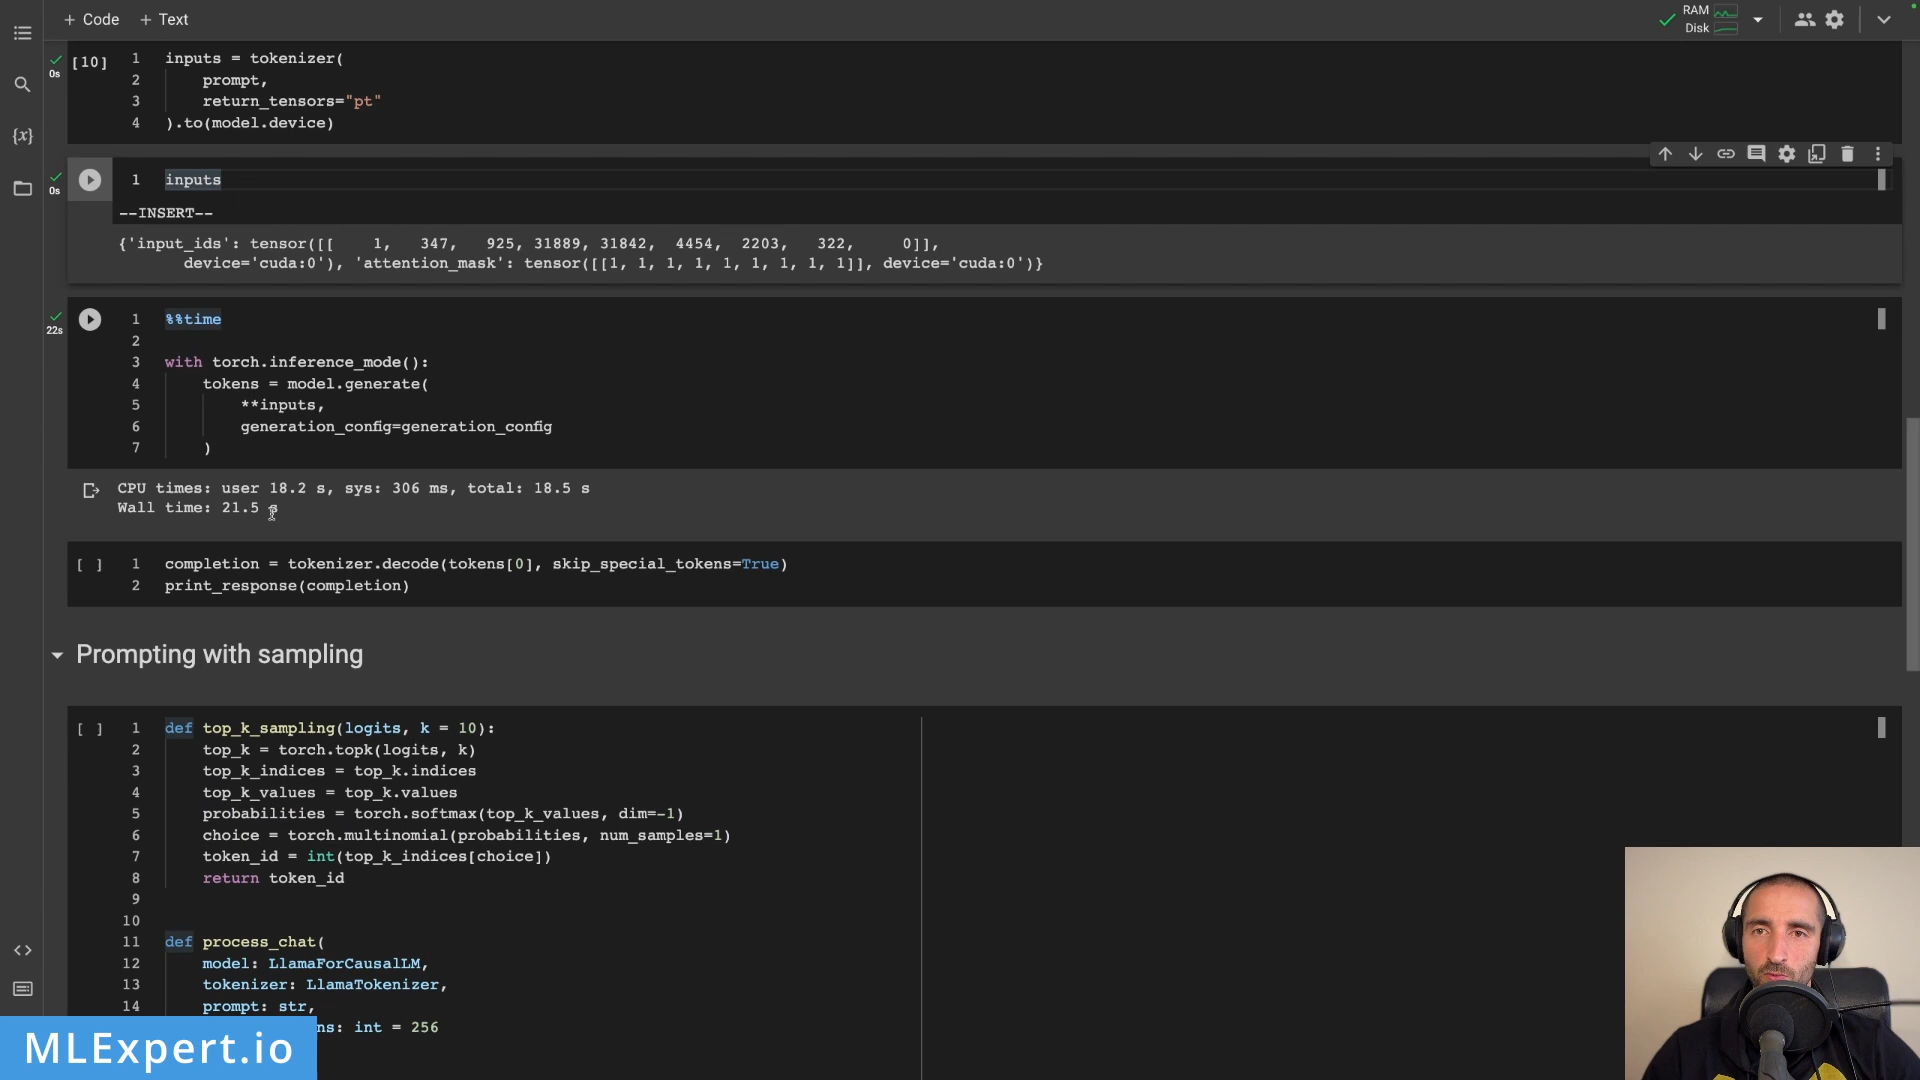 + Code + Text
RAM
Disk
0s
[10]
1 inputs = tokenizer(
2 prompt,
3 return_tensors="pt"
4 ).to(model.device)
{x}
0s
1 inputs
--INSERT--
{'input_ids': tensor([[ 1, 347, 925, 31889, 31842, 4454, 2203, 322, 0]],
device='cuda:0'), 'attention_mask': tensor([[1, 1, 1, 1, 1, 1, 1, 1, 1]], device='cuda:0')}
22s
1 %%time
2
3 with torch.inference_mode():
4 tokens = model.generate(
5 **inputs,
6 generation_config=generation_config
7 )
CPU times: user 18.2 s, sys: 306 ms, total: 18.5 s
Wall time: 21.5 s
[ ]
1 completion = tokenizer.decode(tokens[0], skip_special_tokens=True)
2 print_response(completion)
Prompting with sampling
[ ]
1 def top_k_sampling(logits, k = 10):
2 top_k = torch.topk(logits, k)
3 top_k_indices = top_k.indices
4 top_k_values = top_k.values
5 probabilities = torch.softmax(top_k_values, dim=-1)
6 choice = torch.multinomial(probabilities, num_samples=1)
7 token_id = int(top_k_indices[choice])
8 return token_id
9
10
11 def process_chat(
12 model: LlamaForCausalLM,
13 tokenizer: LlamaTokenizer,
14 prompt: str,
ns: int = 256
MLExpert.io